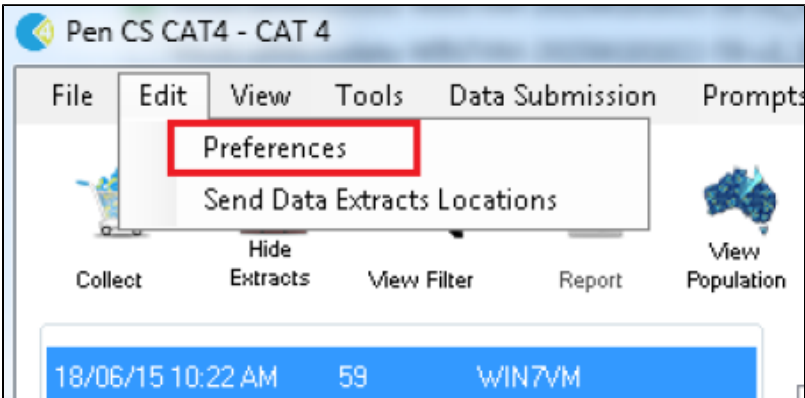 Pen CS CAT4 - CAT 4
File Edit View Tools Data Submission Prompts
Preferences
Send Data Extracts Locations
Collect
Hide Extracts
View Filter
Report
View Population
18/06/15 10:22 AM 59 WIN7VM